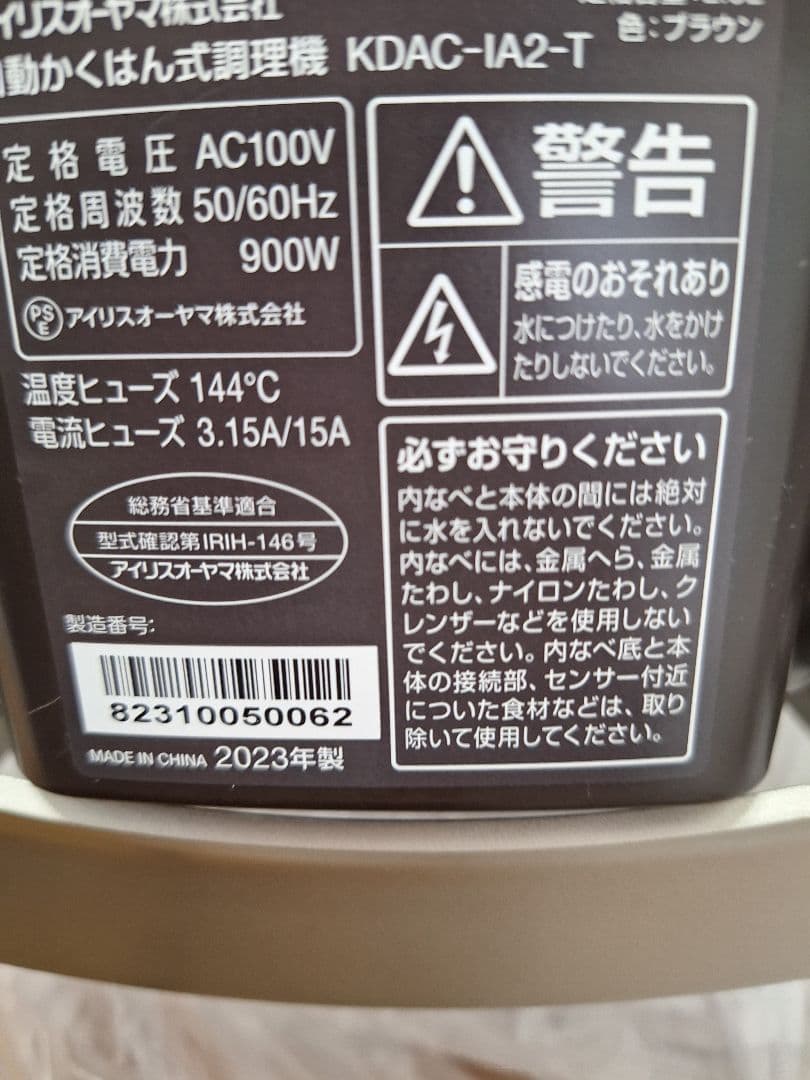 アイリスオーヤマ株式会社
色:ブラウン
自動かくはん式調理機 KDAC-IA2-T
定格電圧 AC100V
定格周波数 50/60Hz
定格消費電力 900W
PSE アイリスオーヤマ株式会社
温度ヒューズ 144℃
電流ヒューズ 3.15A/15A
総務省基準適合
型式確認第IRIH-146号
アイリスオーヤマ株式会社
製造番号:
82310050062
MADE IN CHINA 2023年製
警告
感電のおそれあり
水につけたり、水をかけ
たりしないでください。
必ずお守りください
内なべと本体の間には絶対
に水を入れないでください。
内なべには、金属へら、金属
たわし、ナイロンたわし、ク
レンザーなどを使用しない
でください。内なべ底と本
体の接続部、センサー付近
についた食材などは、取り
除いて使用してください。